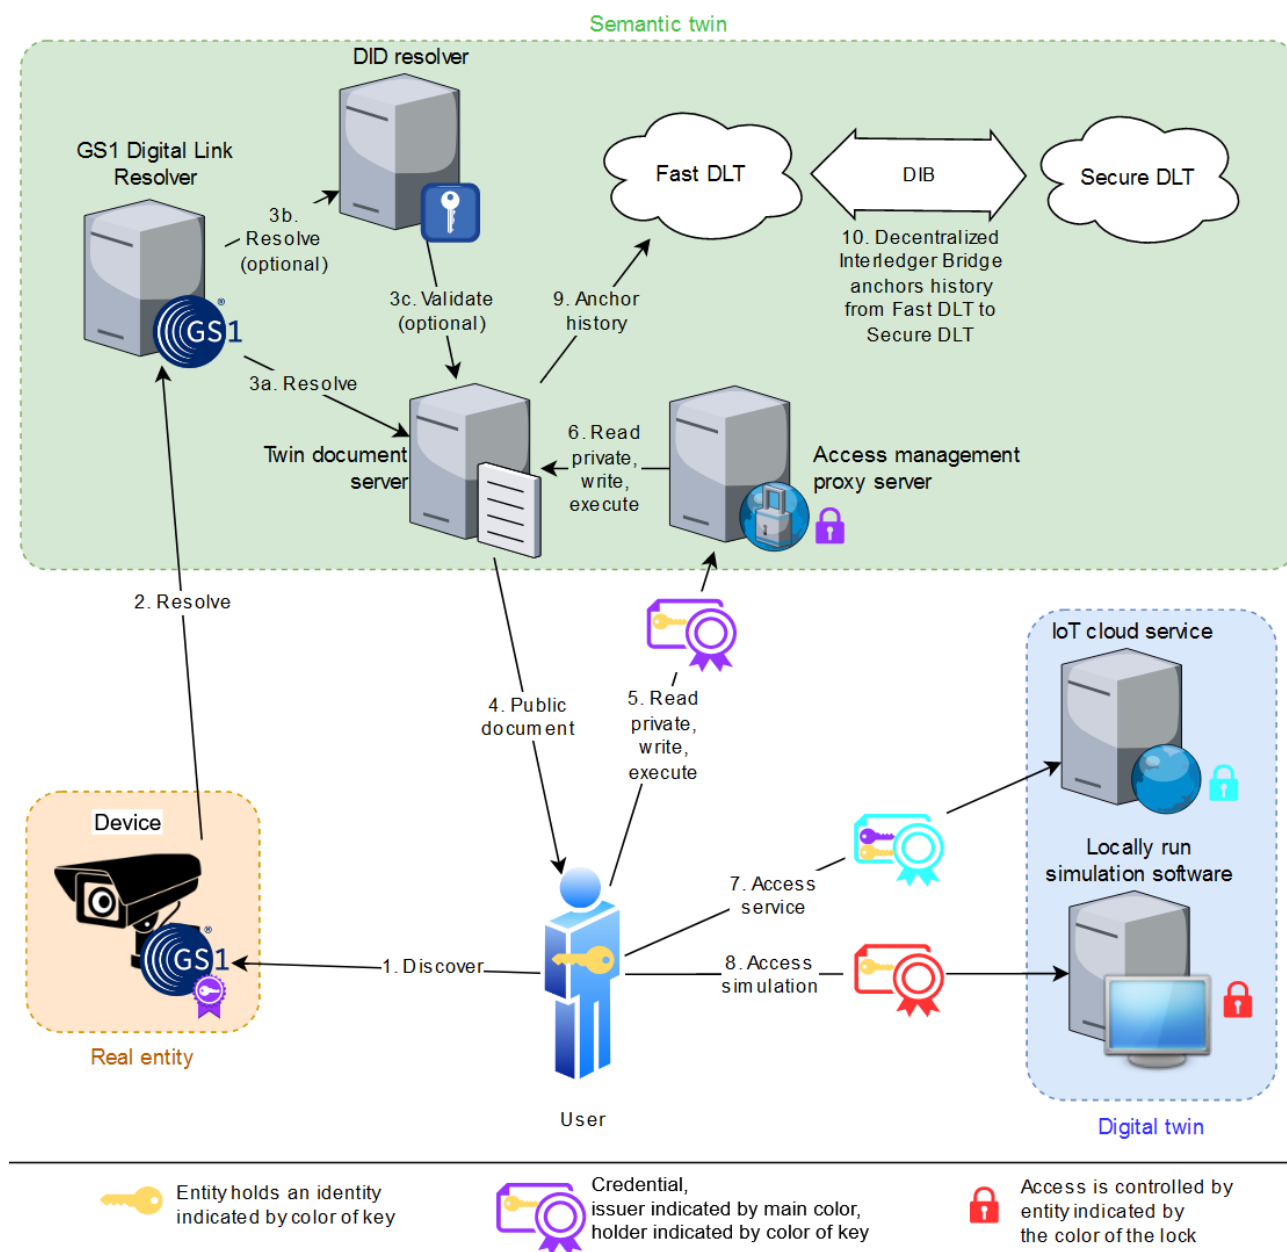 Semantic twin
DID resolver
GS1 Digital Link
Resolver
Fast DLT
DIB
Secure DLT
3b.
Resolve
(optional)
10. Decentralized
Interledger Bridge
anchors history
from Fast DLT to
Secure DLT
3c. Validate
(optional)
9. Anchor
history
GS1
®
3a. Resolve
Twin document
server
6. Read
private,
write,
execute
Access management
proxy server
2. Resolve
4. Public
document
5. Read
private,
write,
execute
IoT cloud service
Device
GS1
®
Locally run
simulation software
7. Access
service
1. Discover
8. Access
simulation
Real entity
User
Digital twin
Entity holds an identity
indicated by color of key
Credential,
issuer indicated by main color,
holder indicated by color of key
Access is controlled by
entity indicated by
the color of the lock